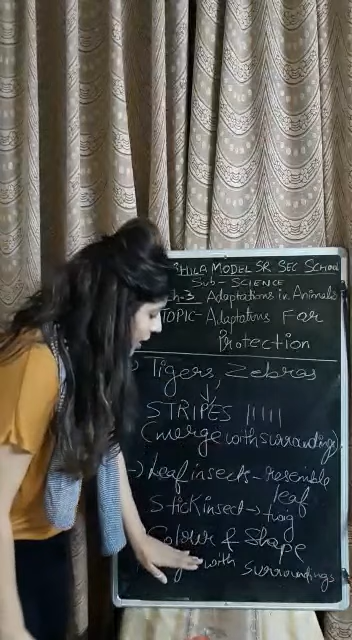 SHILA MODEL SR SEC SCHOOL
SUB- SCIENCE
Ch-3 Adaptations in Animals
TOPIC- Adaptations For
Protection
Tigers, Zebras
↓
STRIPES |||||
(merge with surrounding)
-) Leaf insects - resemble
leaf
Stick insect → twig
Colour & Shape
with surroundings